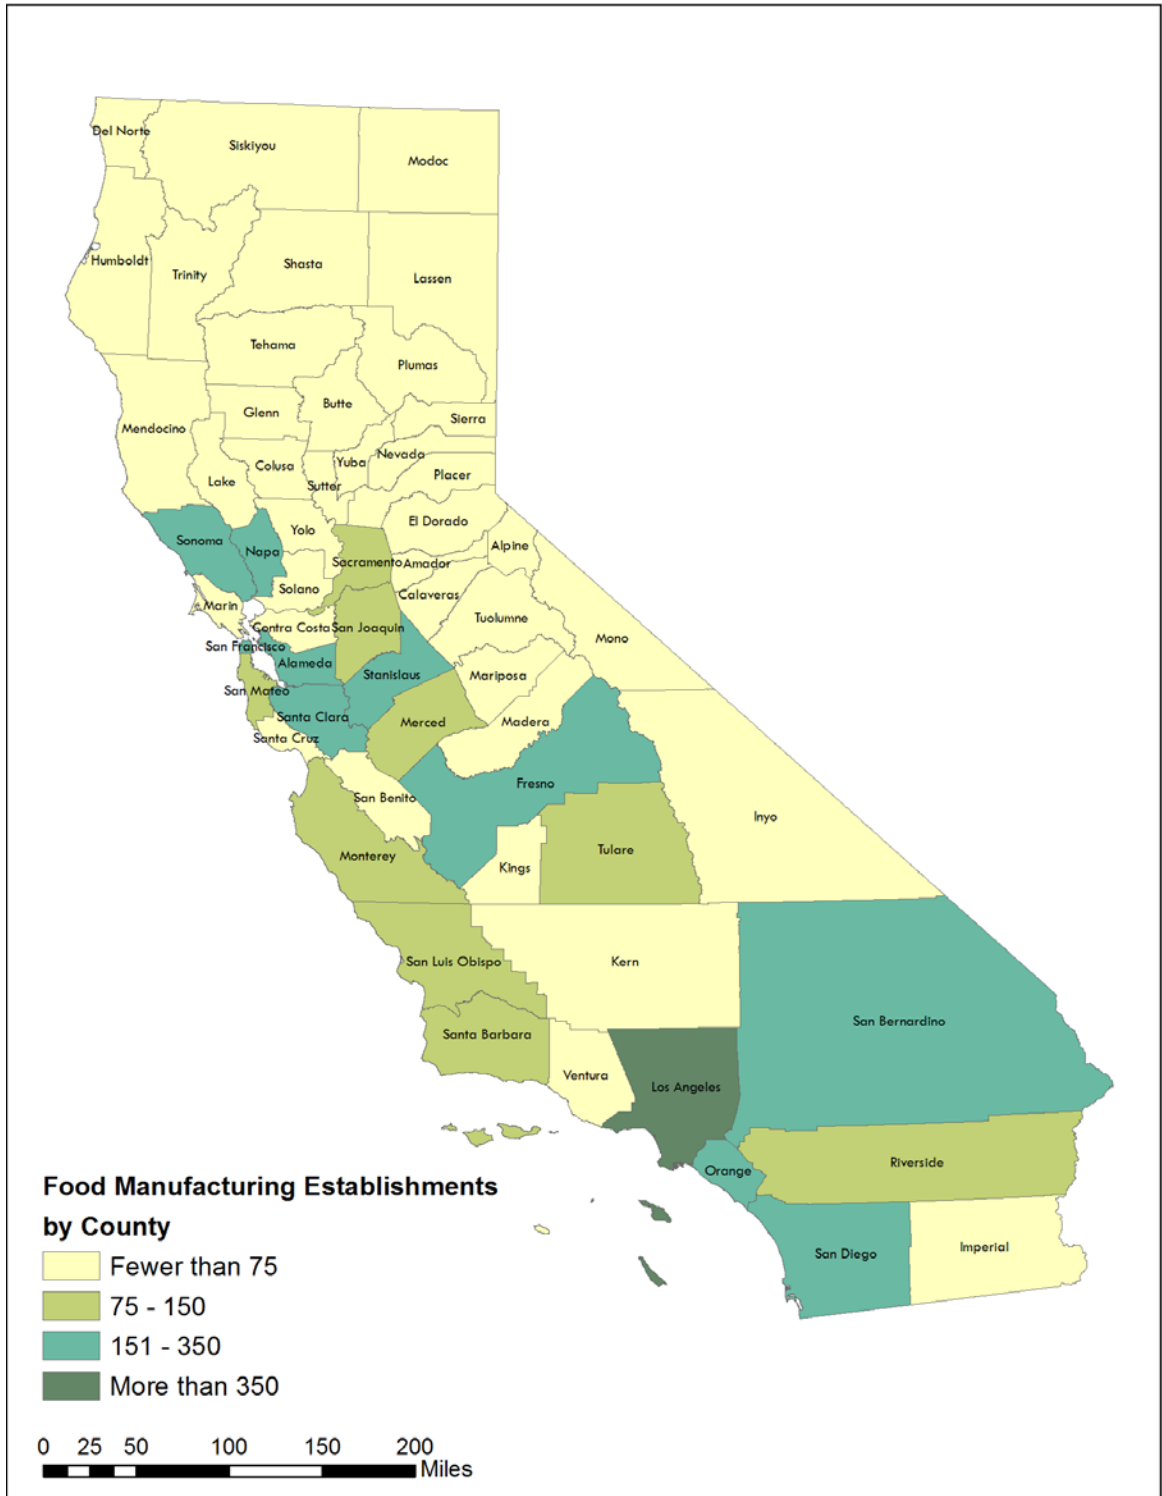 Del Norte
Siskiyou
Modoc
Humboldt
Trinity
Shasta
Lassen
Tehama
Plumas
Butte
Glenn
Sierra
Mendocino
Nevada
Yuba
Colusa
Placer
Lake
Sutter
El Donado
Yolo
Sonoma
Napa
Alpine
Sacramento
Amador
Solano
Calaveras
Marin
Tuolumne
Contra Costa
San Joaquin
Mono
San Francisco
Alameda
Stanislaus
Mariposa
San Mateo
Santa Clara
Merced
Madera
Santa Cruz
Fresno
San Benito
Inyo
Tulare
Monterey
Kings
San Luis Obispo
Kern
San Bernardino
Santa Barbara
Ventura
Los Angeles
Riverside
Orange
Imperial
San Diego
Food Manufacturing Establishments
by County
Fewer than 75
75 - 150
151 - 350
More than 350
0 25 50 100 150 200
Miles